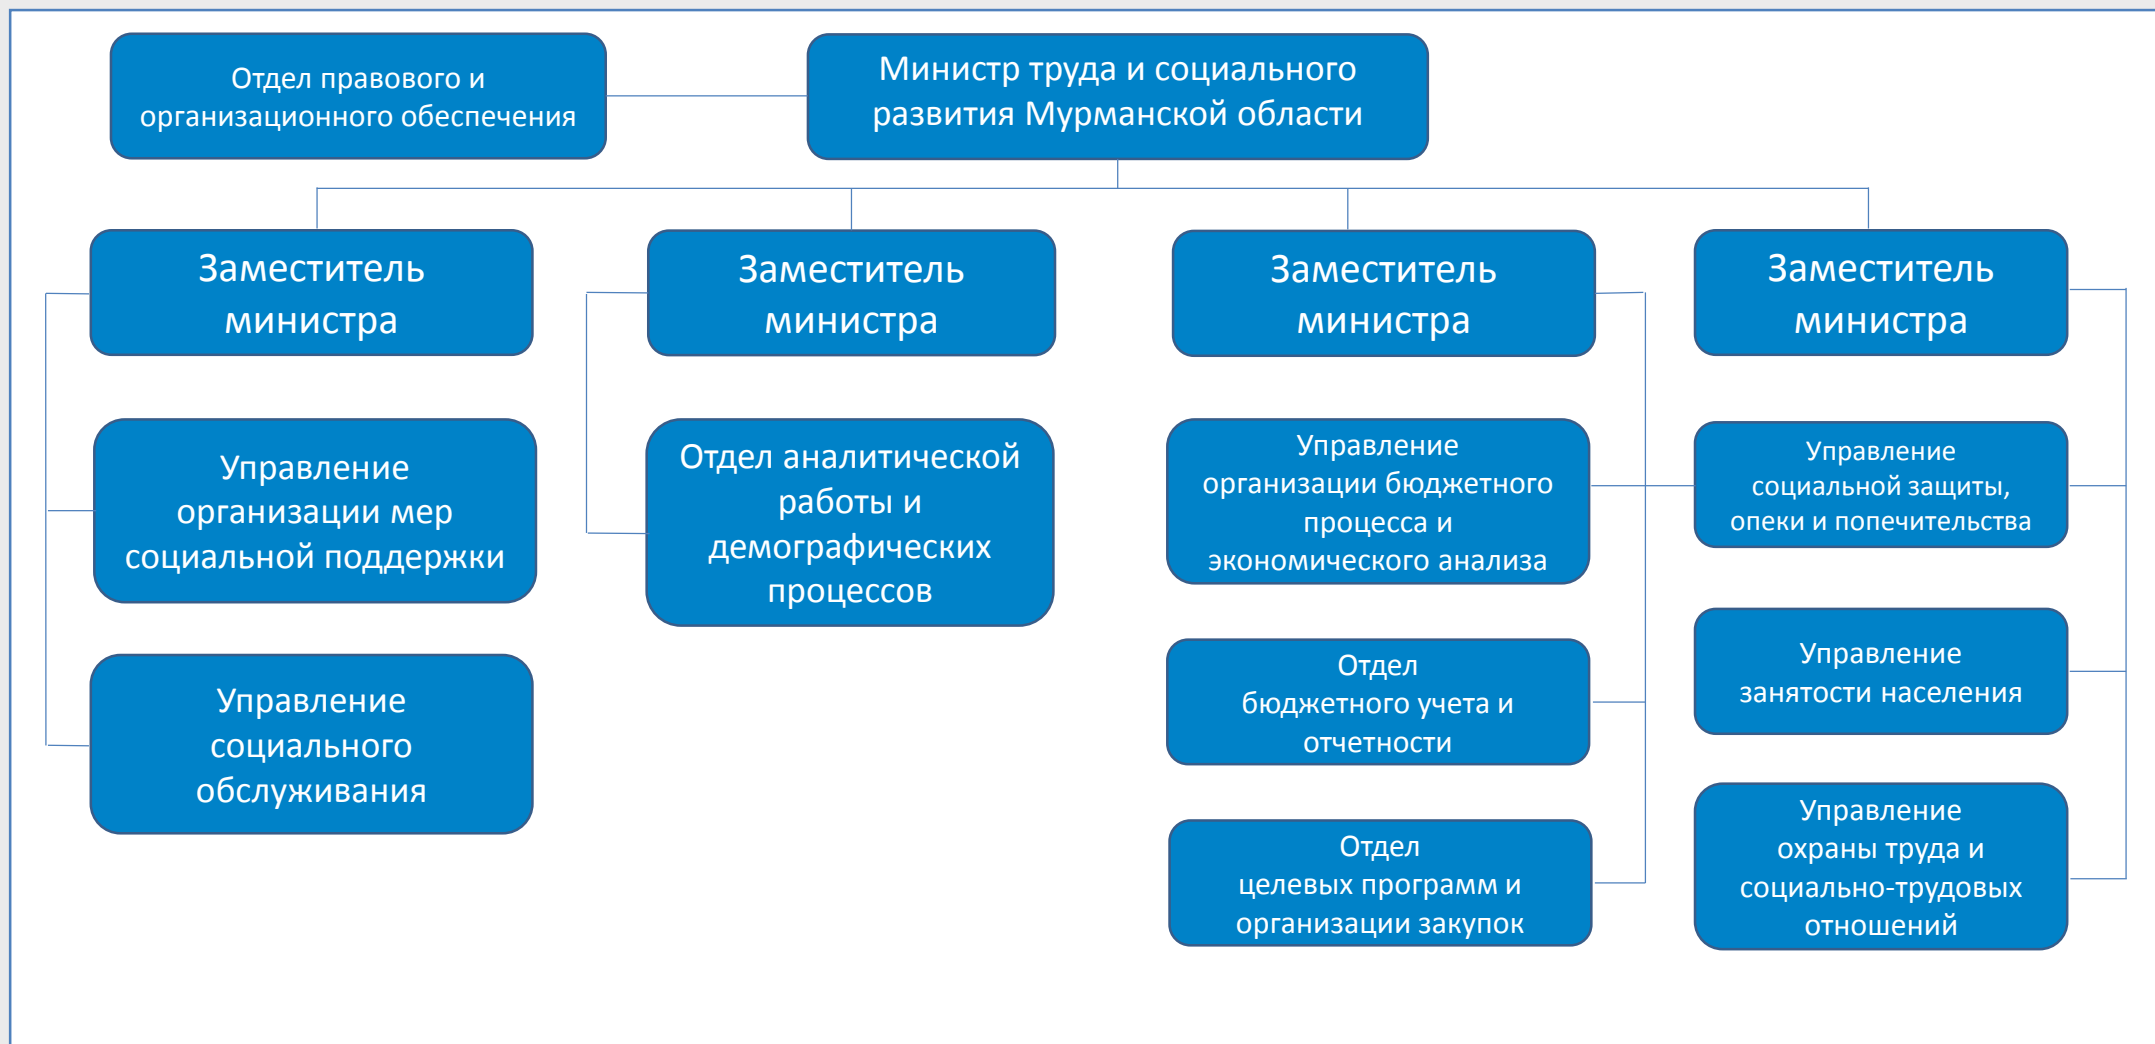 Отдел правового и
организационного обеспечения
Министр труда и социального
развития Мурманской области
Заместитель
министра
Заместитель
министра
Заместитель
министра
Заместитель
министра
Управление
организации мер
социальной поддержки
Отдел аналитической
работы и
демографических
процессов
Управление
организации бюджетного
процесса и
экономического анализа
Управление
социальной защиты,
опеки и попечительства
Управление
социального
обслуживания
Отдел
бюджетного учета и
отчетности
Управление
занятости населения
Отдел
целевых программ и
организации закупок
Управление
охраны труда и
социально-трудовых
отношений